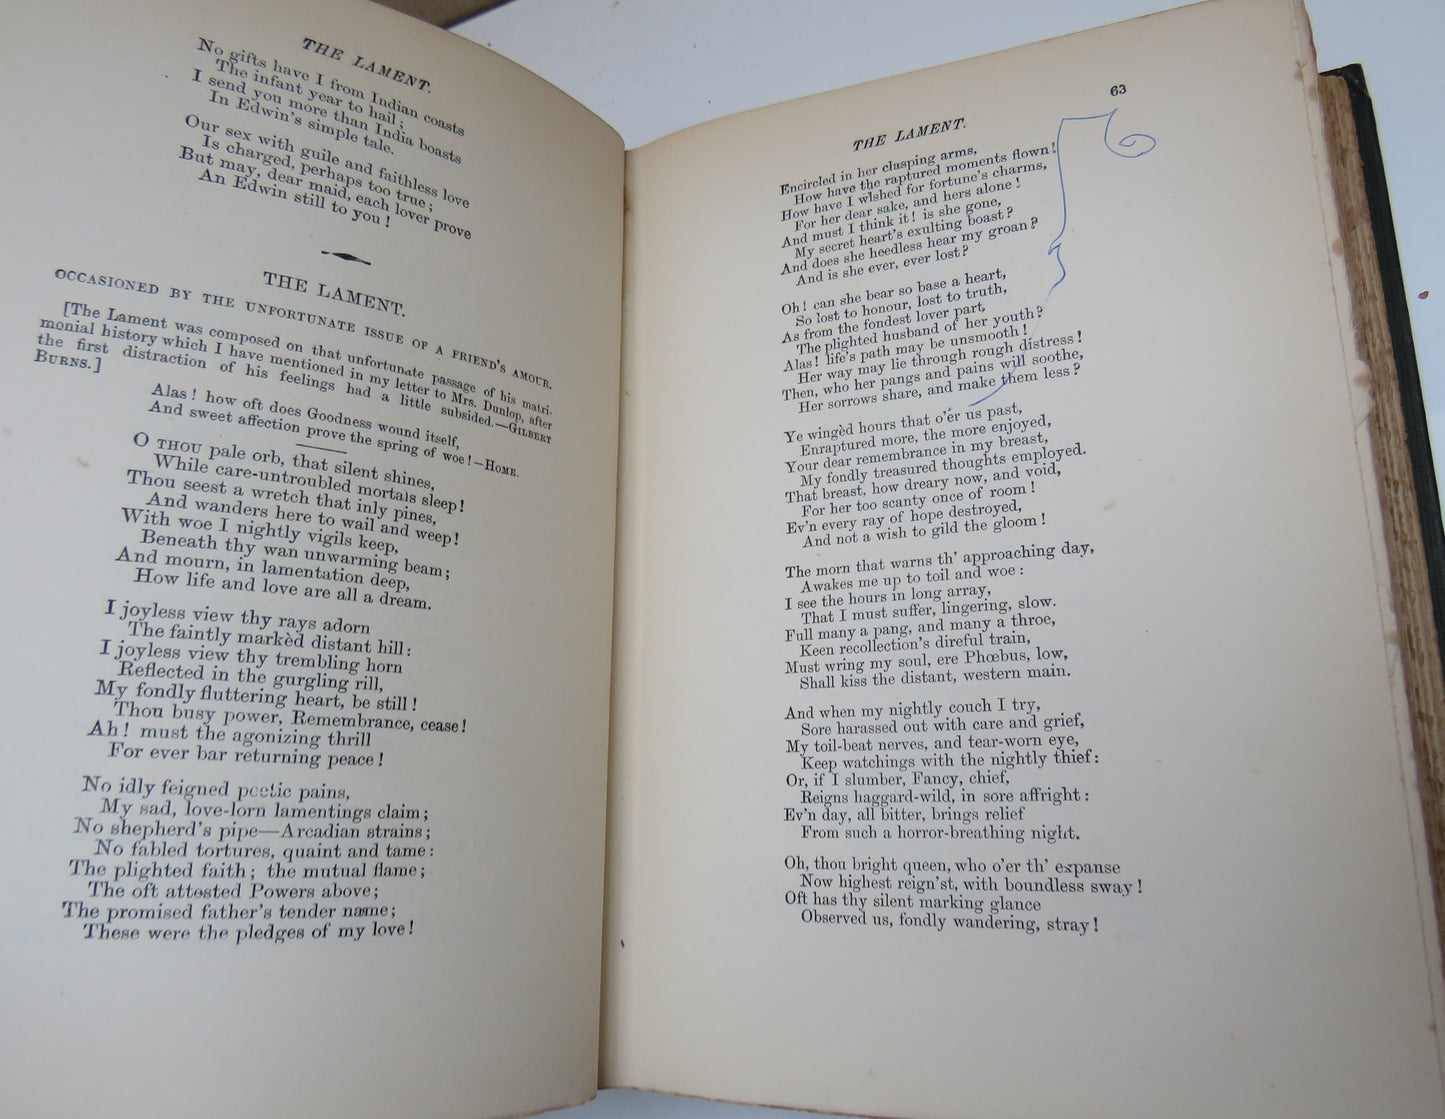 THE LAMENT.
No gifts have I from Indian coasts
The infant year to hail;
I send you more than India boasts
In Edwin's simple tale.
Our sex with guile and faithless love
Is charged, perhaps too true;
But may, dear maid, each lover prove
An Edwin still to you!
THE LAMENT.
OCCASIONED BY THE UNFORTUNATE ISSUE OF A FRIEND'S AMOUR.
[The Lament was composed on that unfortunate passage of his matri-
monial history which I have mentioned in my letter to Mrs. Dunlop, after
the first distraction of his feelings had a little subsided.—GILBERT
BURNS.]
Alas! how oft does Goodness wound itself,
And sweet affection prove the spring of woe!—HOME.
O THOU pale orb, that silent shines,
While care-untroubled mortals sleep!
Thou seest a wretch that inly pines,
And wanders here to wail and weep!
With woe I nightly vigils keep,
Beneath thy wan unwarming beam;
And mourn, in lamentation deep,
How life and love are all a dream.
I joyless view thy rays adorn
The faintly markèd distant hill:
I joyless view thy trembling horn
Reflected in the gurgling rill,
My fondly fluttering heart, be still!
Thou busy power, Remembrance, cease!
Ah! must the agonizing thrill
For ever bar returning peace!
No idly feigned poetic pains,
My sad, love-lorn lamentings claim;
No shepherd's pipe—Arcadian strains;
No fabled tortures, quaint and tame:
The plighted faith; the mutual flame;
The oft attested Powers above;
The promised father's tender name;
These were the pledges of my love!
63
THE LAMENT.
Encircled in her clasping arms,
How have the raptured moments flown!
How have I wished for fortune's charms,
For her dear sake, and hers alone!
And must I think it! is she gone,
My secret heart's exulting boast?
And does she heedless hear my groan?
And is she ever, ever lost?
Oh! can she bear so base a heart,
So lost to honour, lost to truth,
As from the fondest lover part,
The plighted husband of her youth?
Alas! life's path may be unsmooth!
Her way may lie through rough distress!
Then, who her pangs and pains will soothe,
Her sorrows share, and make them less?
Ye wingèd hours that o'er us past,
Enraptured more, the more enjoyed,
Your dear remembrance in my breast,
My fondly treasured thoughts employed.
That breast, how dreary now, and void,
For her too scanty once of room!
Ev'n every ray of hope destroyed,
And not a wish to gild the gloom!
The morn that warns th' approaching day,
Awakes me up to toil and woe:
I see the hours in long array,
That I must suffer, lingering, slow.
Full many a pang, and many a throe,
Keen recollection's direful train,
Must wring my soul, ere Phœbus, low,
Shall kiss the distant, western main.
And when my nightly couch I try,
Sore harassed out with care and grief,
My toil-beat nerves, and tear-worn eye,
Keep watchings with the nightly thief:
Or, if I slumber, Fancy, chief,
Reigns haggard-wild, in sore affright:
Ev'n day, all bitter, brings relief
From such a horror-breathing night.
Oh, thou bright queen, who o'er th' expanse
Now highest reign'st, with boundless sway!
Oft has thy silent marking glance
Observed us, fondly wandering, stray!